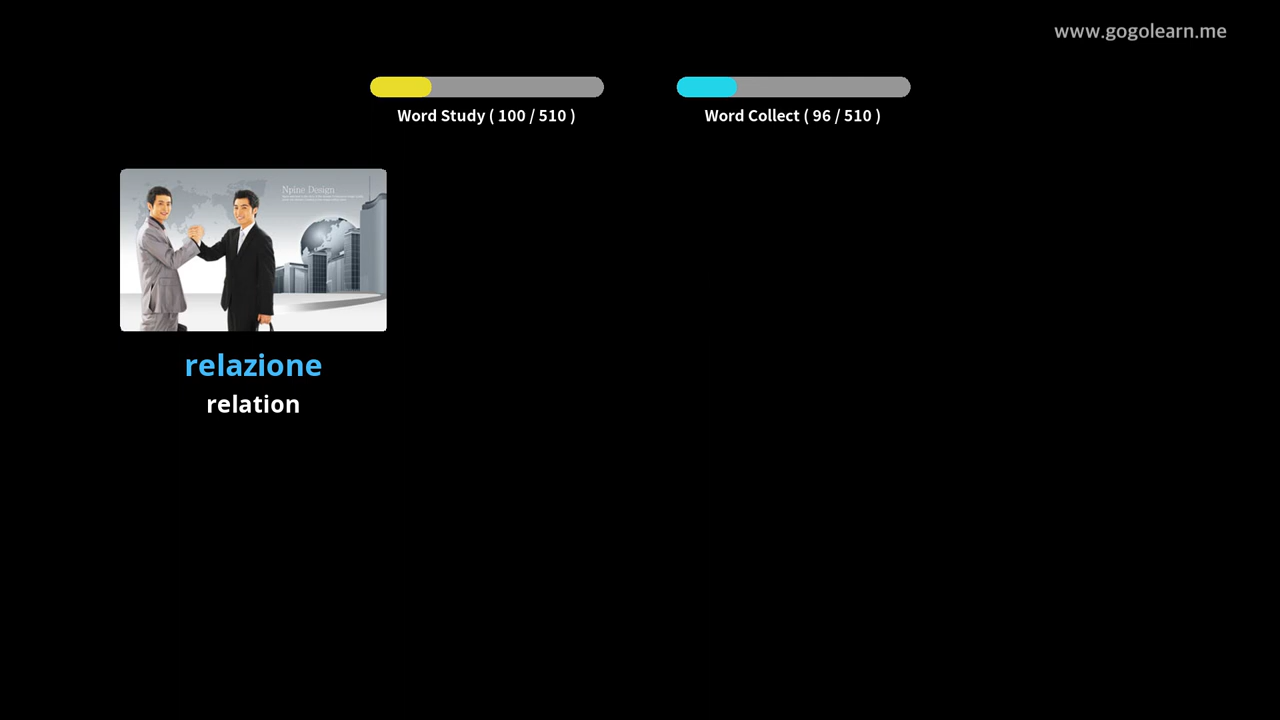 www.gogolearn.me
Word Study ( 100 / 510 )
Word Collect ( 96 / 510 )
Npine Design
relazione
relation